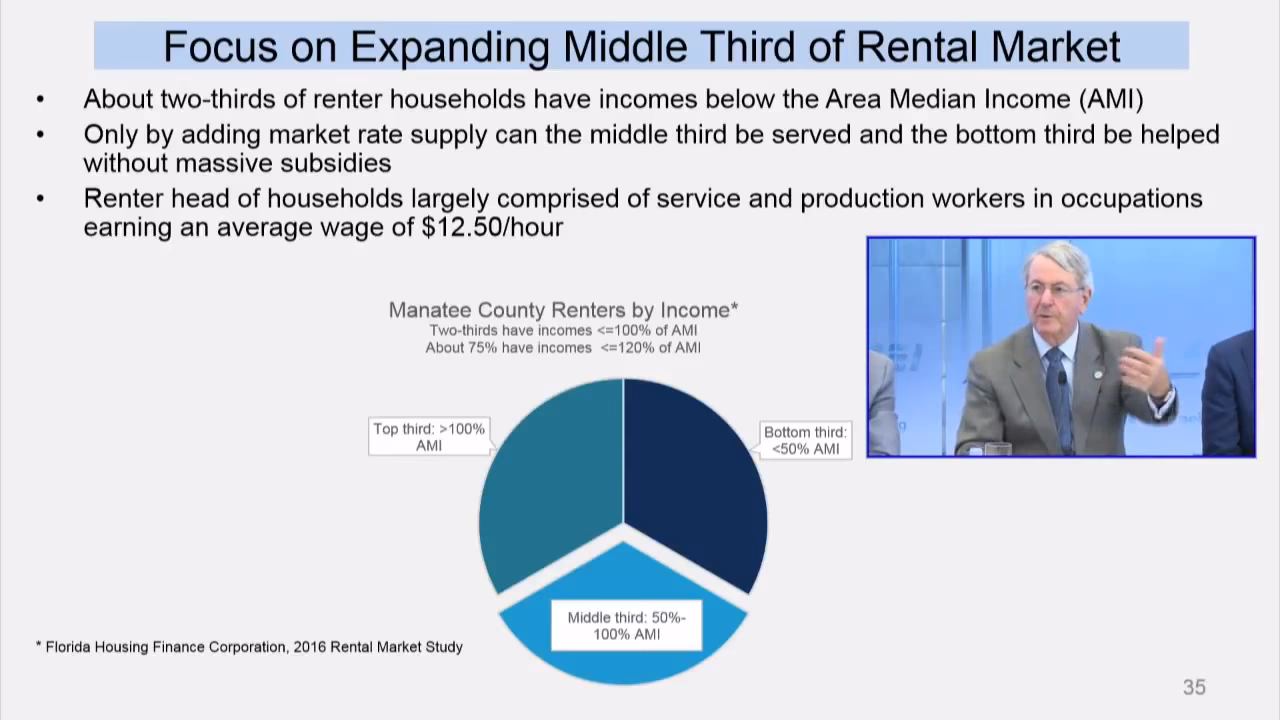 Focus on Expanding Middle Third of Rental Market
• About two-thirds of renter households have incomes below the Area Median Income (AMI)
• Only by adding market rate supply can the middle third be served and the bottom third be helped
without massive subsidies
• Renter head of households largely comprised of service and production workers in occupations
earning an average wage of $12.50/hour
Manatee County Renters by Income*
Two-thirds have incomes <=100% of AMI
About 75% have incomes <=120% of AMI
Top third: >100%
AMI
Bottom third:
<50% AMI
Middle third: 50%-
100% AMI
* Florida Housing Finance Corporation, 2016 Rental Market Study
35